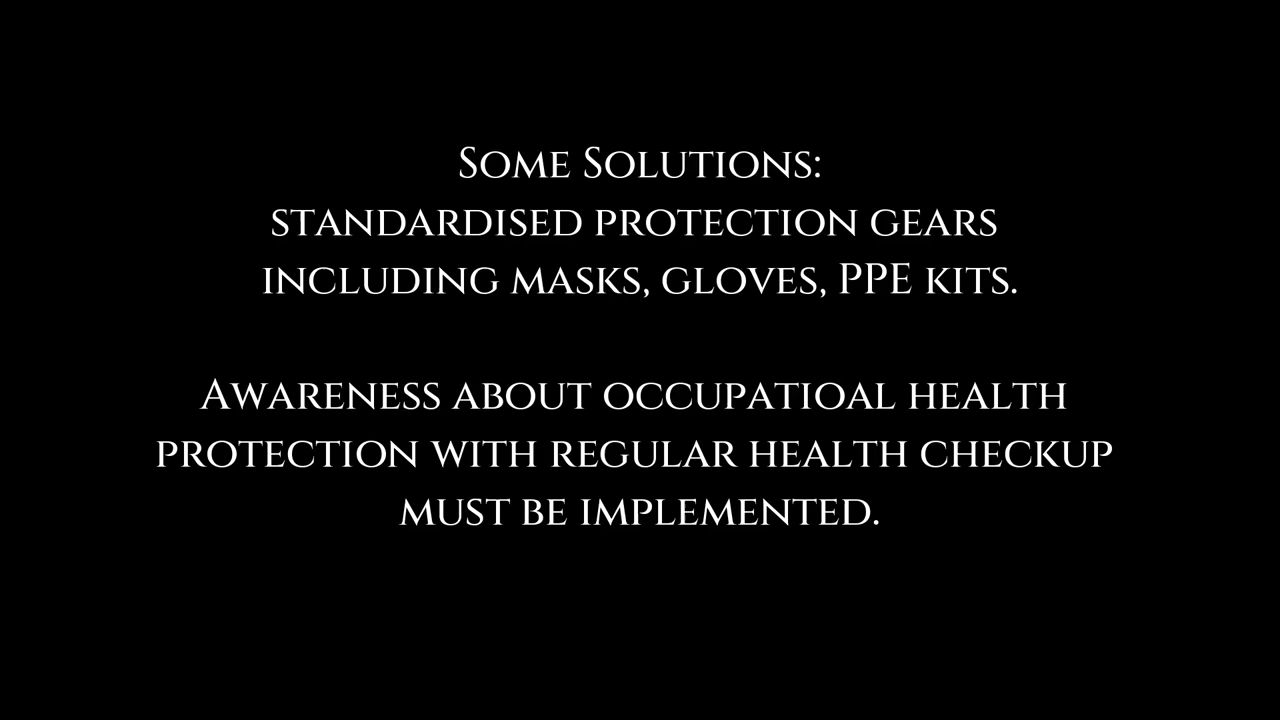 Some Solutions:
standardised protection gears
including masks, gloves, PPE kits.
Awareness about occupatioal health
protection with regular health checkup
must be implemented.